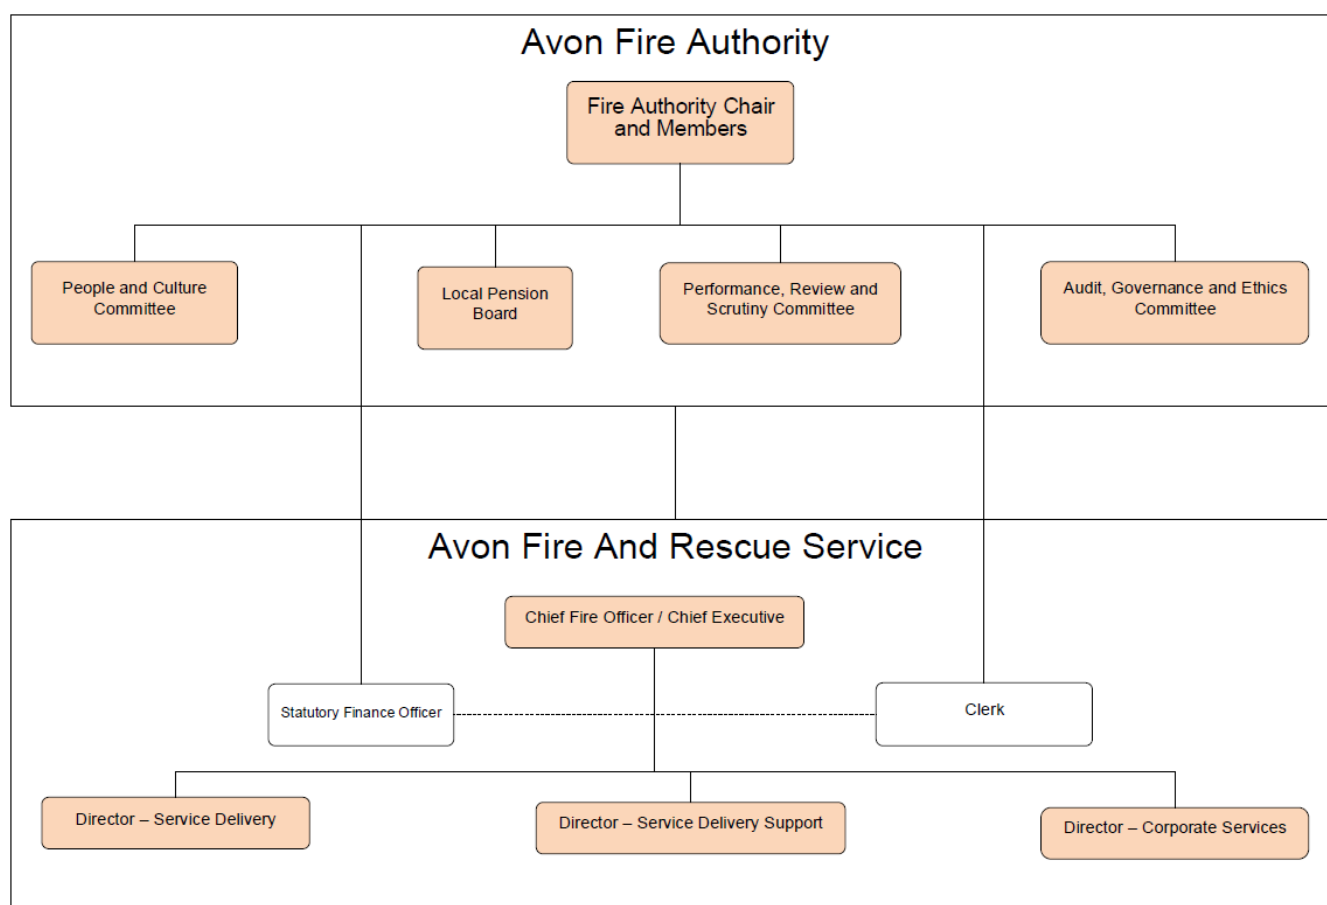 Avon Fire Authority
Fire Authority Chair
and Members
People and Culture
Committee
Local Pension
Board
Performance, Review and
Scrutiny Committee
Audit, Governance and Ethics
Committee
Avon Fire And Rescue Service
Chief Fire Officer / Chief Executive
Statutory Finance Officer
Clerk
Director – Service Delivery
Director – Service Delivery Support
Director – Corporate Services